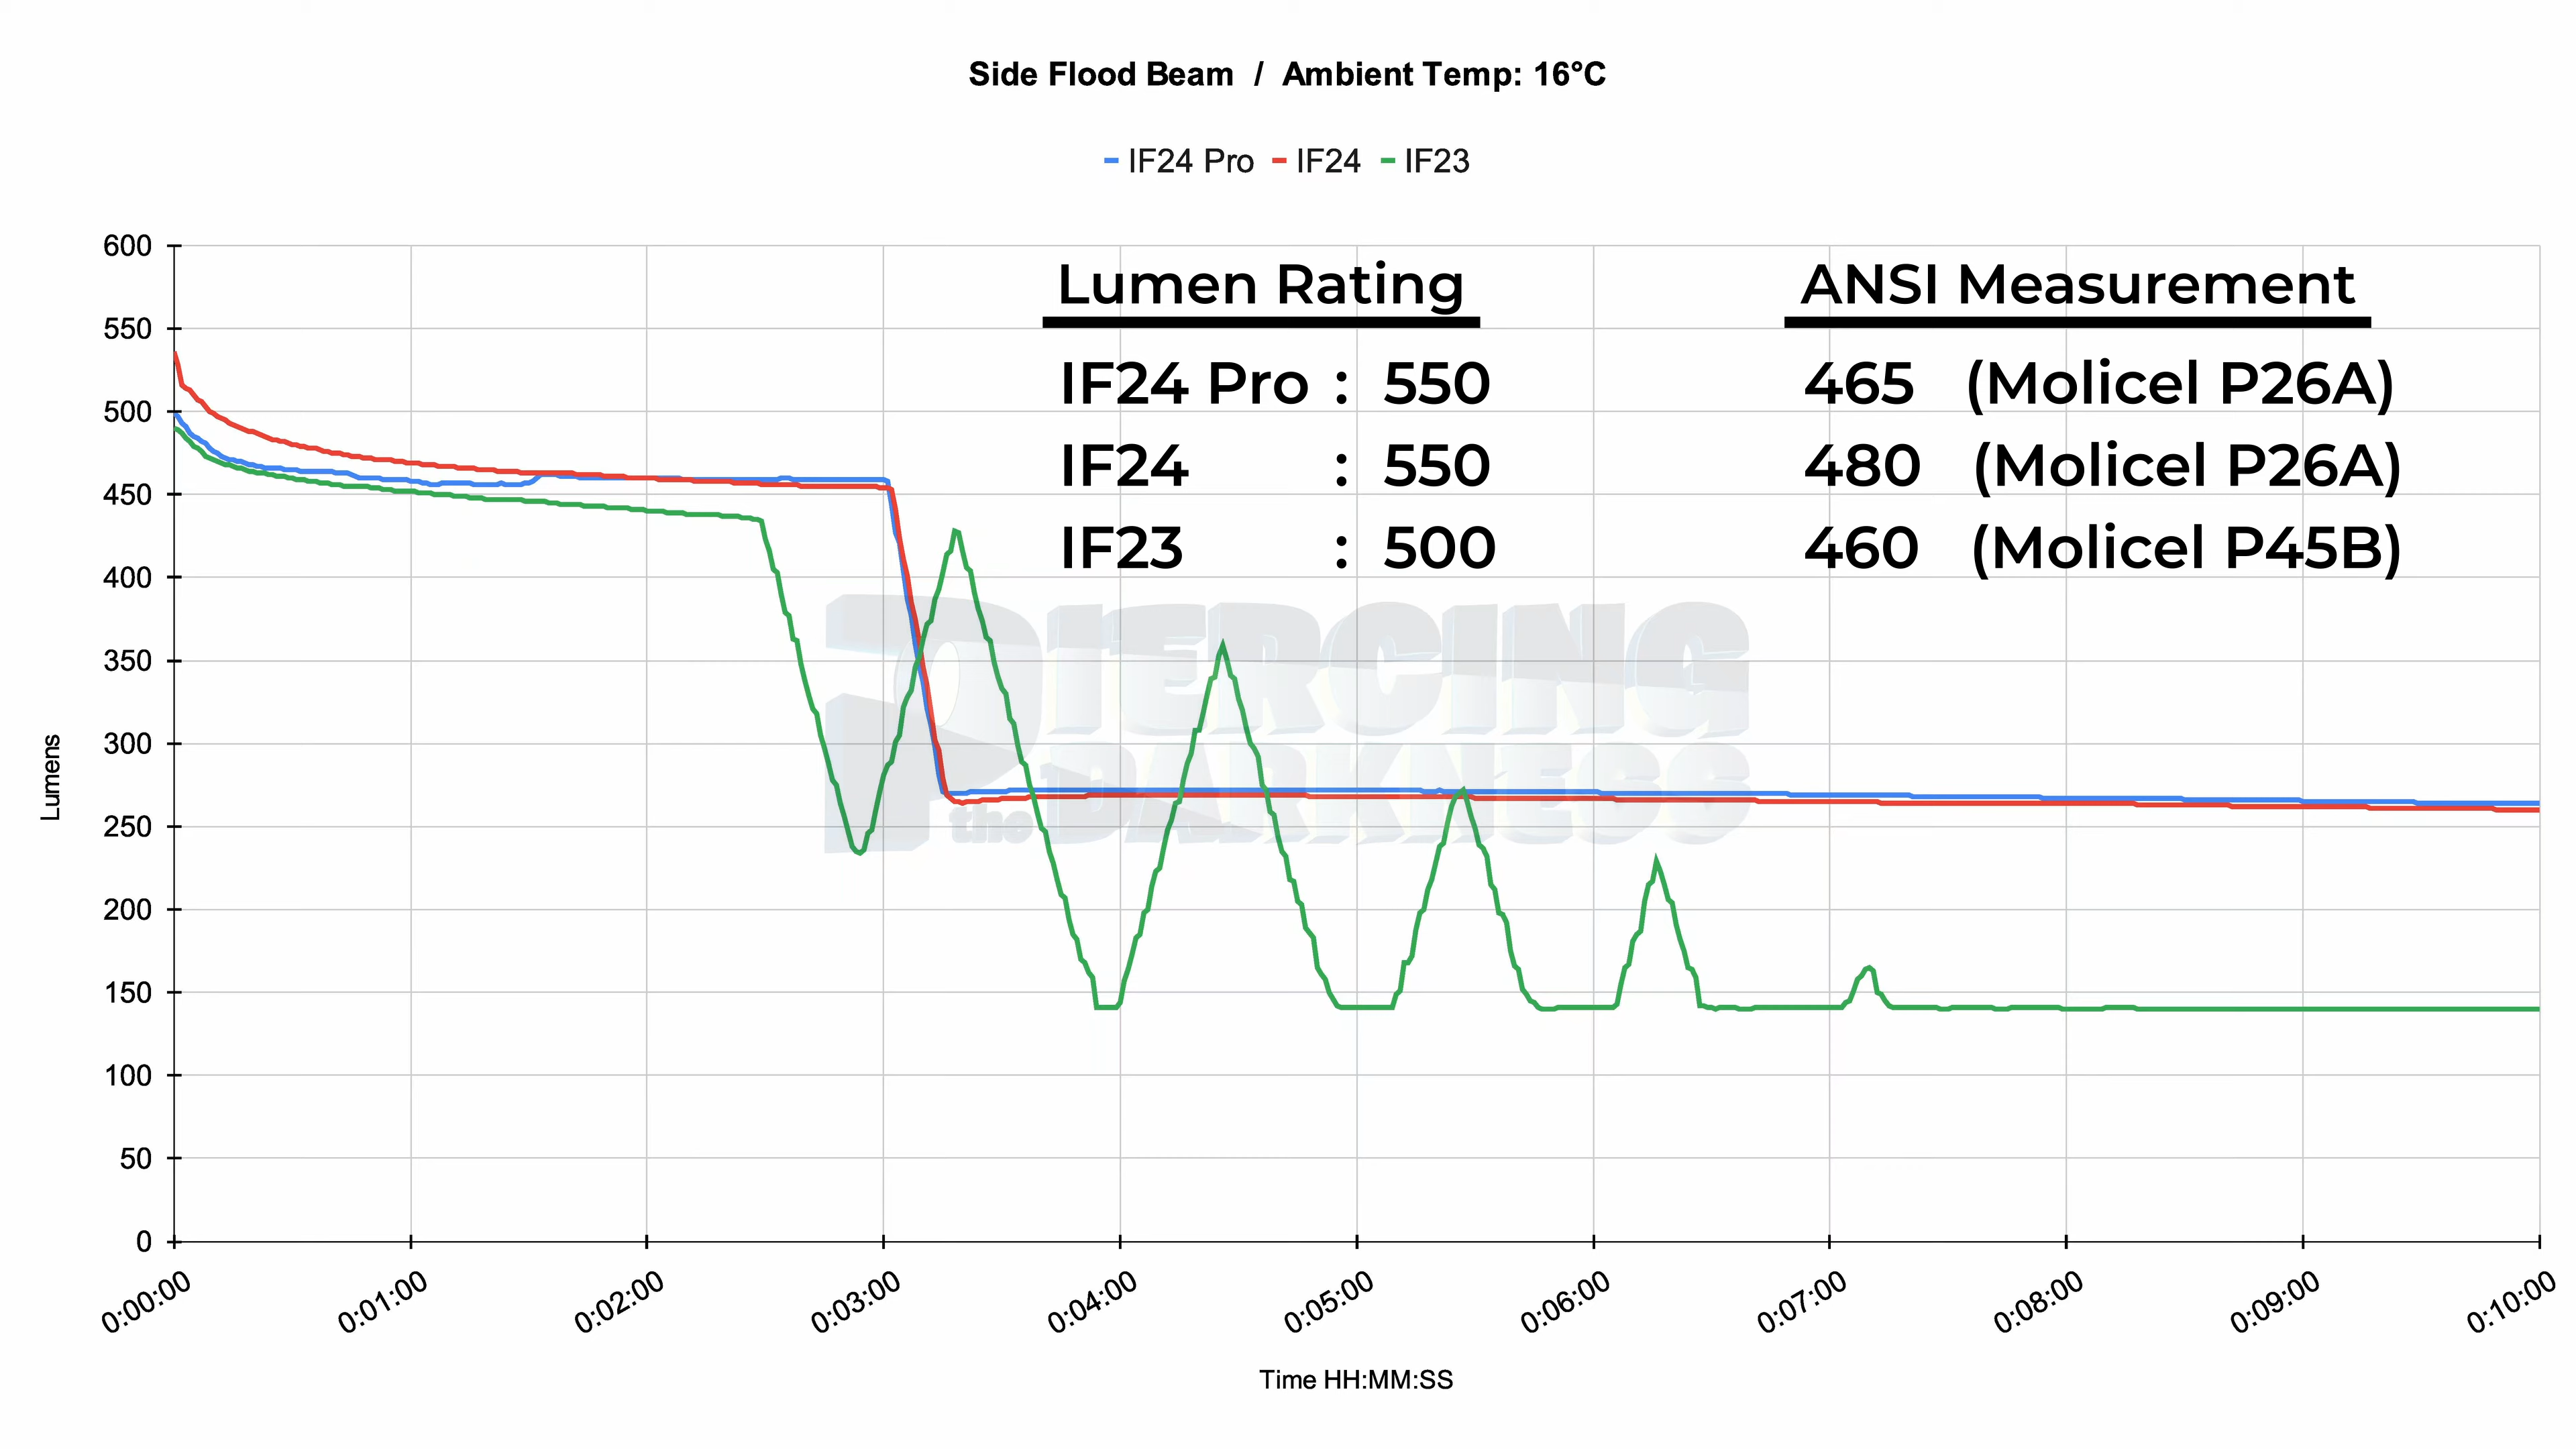 Side Flood Beam / Ambient Temp: 16°C
IF24 Pro IF24 IF23
600
550
500
450
400
350
300
250
200
150
100
50
0
Lumens
Lumen Rating ANSI Measurement
IF24 Pro : 550 465 (Molicel P26A)
IF24 : 550 480 (Molicel P26A)
IF23 : 500 460 (Molicel P45B)
PIERCING
the DARKNESS
0:00:00 0:01:00 0:02:00 0:03:00 0:04:00 0:05:00 0:06:00 0:07:00 0:08:00 0:09:00 0:10:00
Time HH:MM:SS